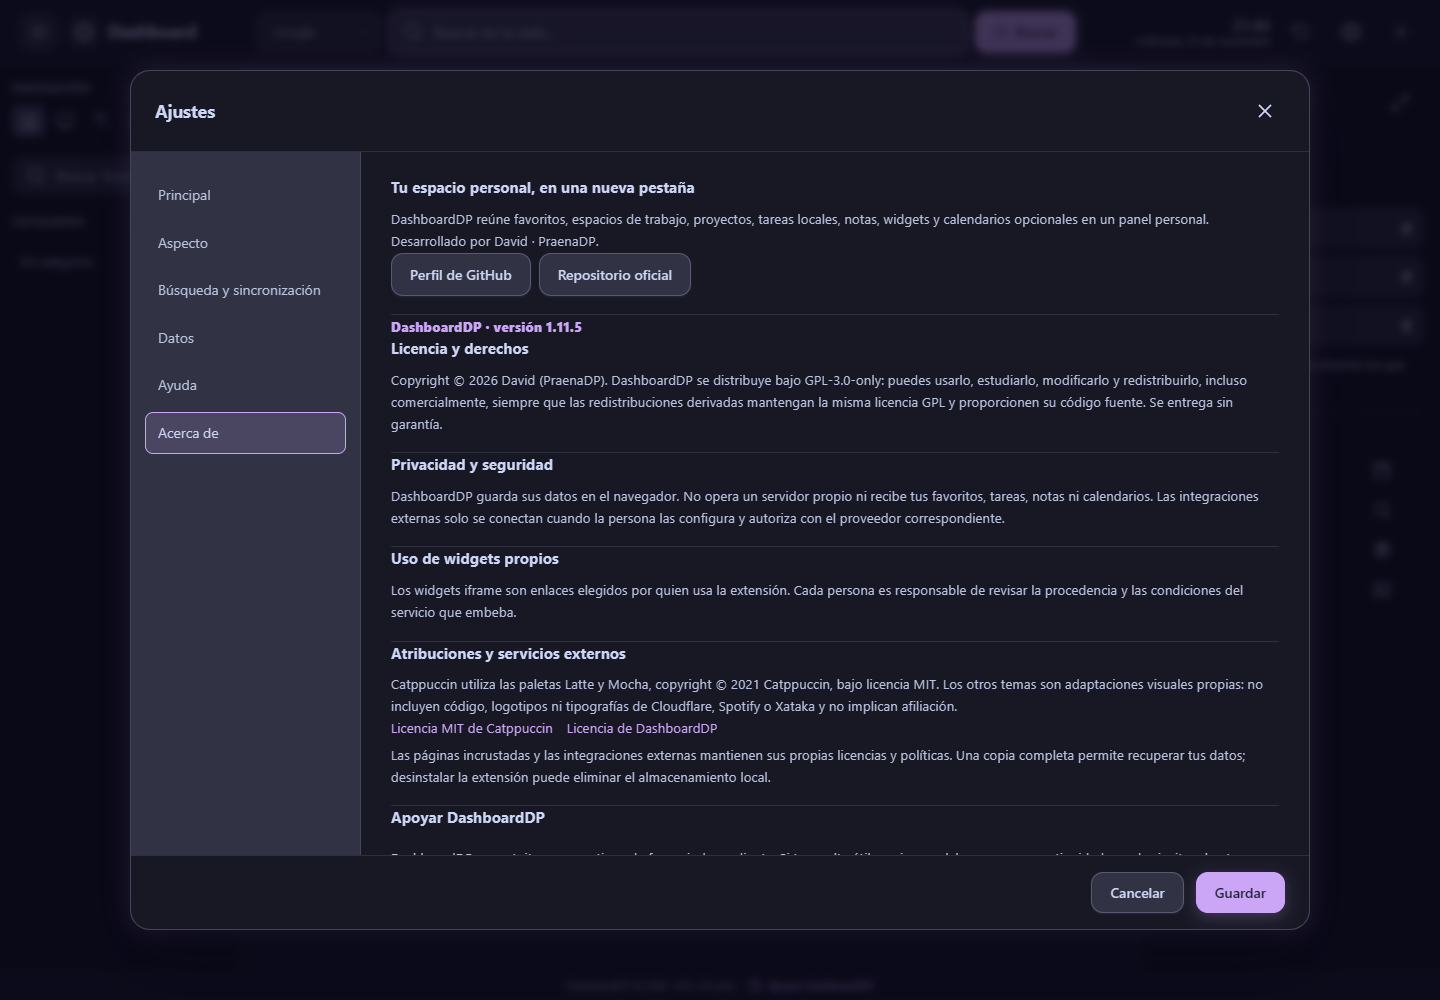 Dashboard
Ajustes
Principal
Aspecto
Búsqueda y sincronización
Datos
Ayuda
Acerca de
Tu espacio personal, en una nueva pestaña
DashboardDP reúne favoritos, espacios de trabajo, proyectos, tareas locales, notas, widgets y calendarios opcionales en un panel personal.
Desarrollado por David · PraenaDP.
Perfil de GitHub
Repositorio oficial
DashboardDP · versión 1.11.5
Licencia y derechos
Copyright © 2026 David (PraenaDP). DashboardDP se distribuye bajo GPL-3.0-only: puedes usarlo, estudiarlo, modificarlo y redistribuirlo, incluso
comercialmente, siempre que las redistribuciones derivadas mantengan la misma licencia GPL y proporcionen su código fuente. Se entrega sin
garantía.
Privacidad y seguridad
DashboardDP guarda sus datos en el navegador. No opera un servidor propio ni recibe tus favoritos, tareas, notas ni calendarios. Las integraciones
externas solo se conectan cuando la persona las configura y autoriza con el proveedor correspondiente.
Uso de widgets propios
Los widgets iframe son enlaces elegidos por quien usa la extensión. Cada persona es responsable de revisar la procedencia y las condiciones del
servicio que embeba.
Atribuciones y servicios externos
Catppuccin utiliza las paletas Latte y Mocha, copyright © 2021 Catppuccin, bajo licencia MIT. Los otros temas son adaptaciones visuales propias: no
incluyen código, logotipos ni tipografías de Cloudflare, Spotify o Xataka y no implican afiliación.
Licencia MIT de Catppuccin Licencia de DashboardDP
Las páginas incrustadas y las integraciones externas mantienen sus propias licencias y políticas. Una copia completa permite recuperar tus datos;
desinstalar la extensión puede eliminar el almacenamiento local.
Apoyar DashboardDP
Cancelar
Guardar